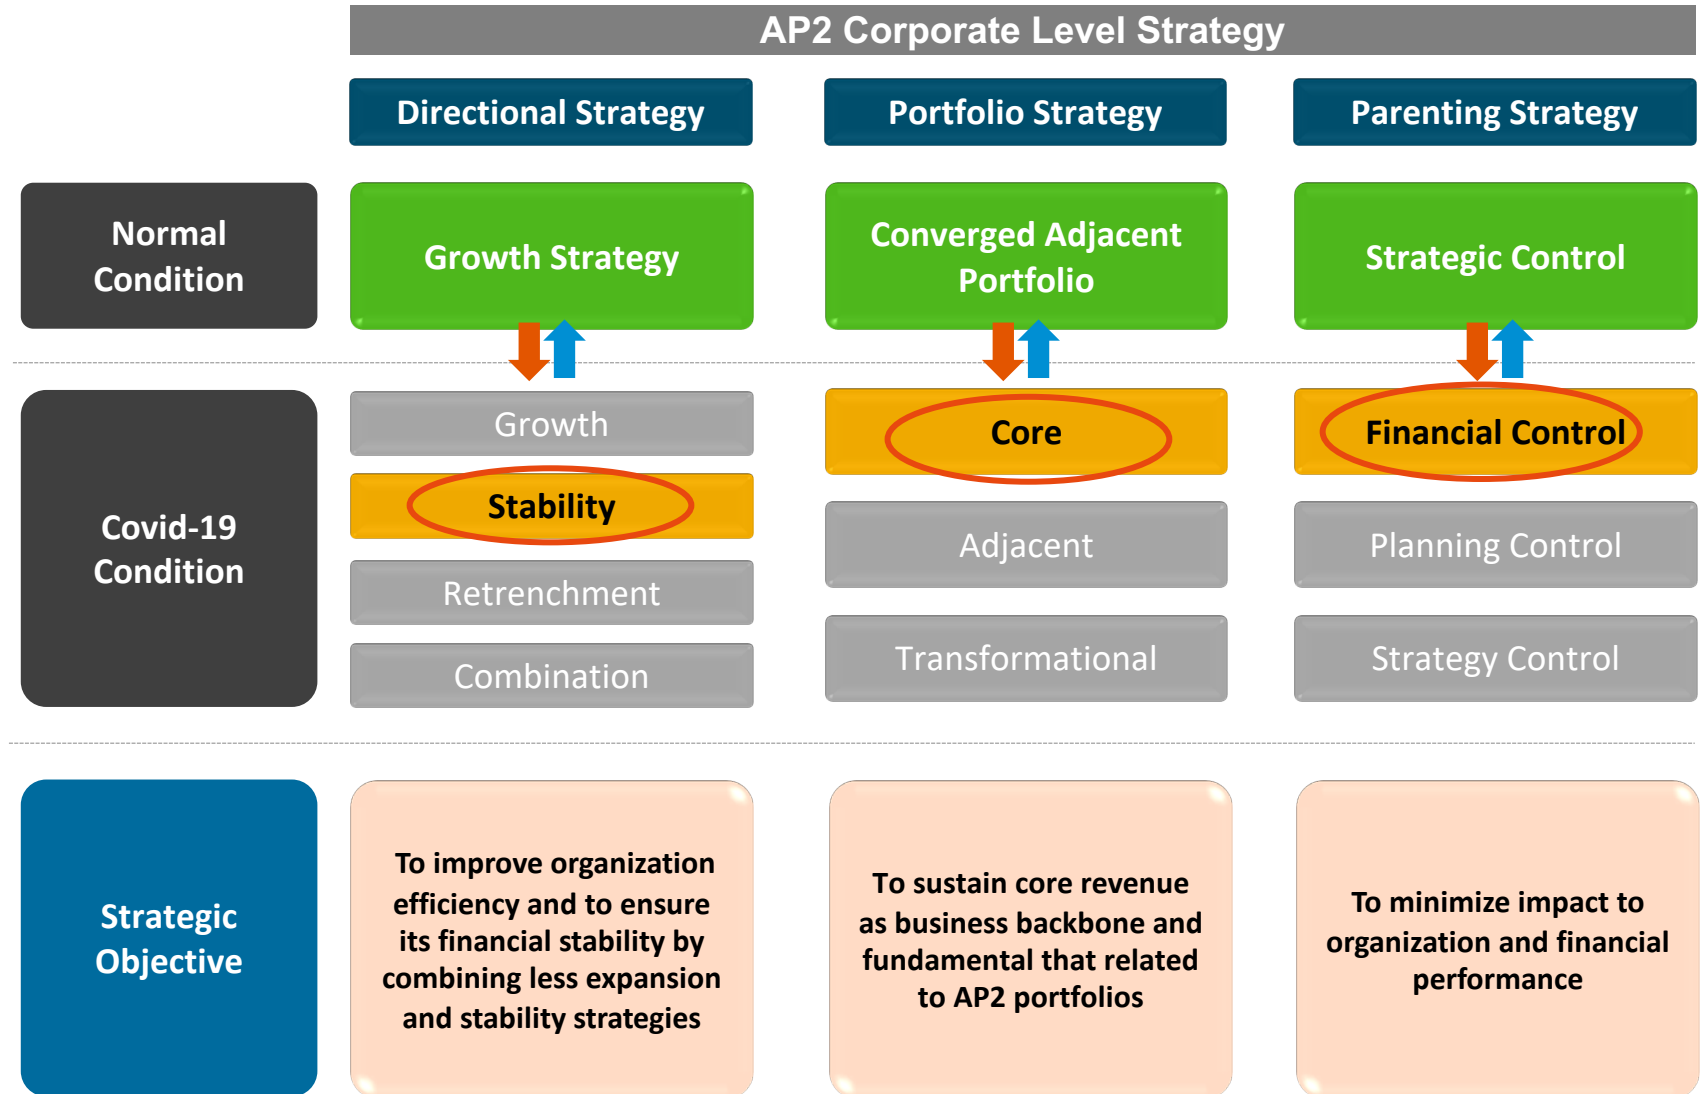 AP2 Corporate Level Strategy
Directional Strategy
Portfolio Strategy
Parenting Strategy
Normal
Condition
Growth Strategy
Converged Adjacent
Portfolio
Strategic Control
Covid-19
Condition
Growth
Stability
Retrenchment
Combination
Core
Adjacent
Transformational
Financial Control
Planning Control
Strategy Control
Strategic
Objective
To improve organization
efficiency and to ensure
its financial stability by
combining less expansion
and stability strategies
To sustain core revenue
as business backbone and
fundamental that related
to AP2 portfolios
To minimize impact to
organization and financial
performance